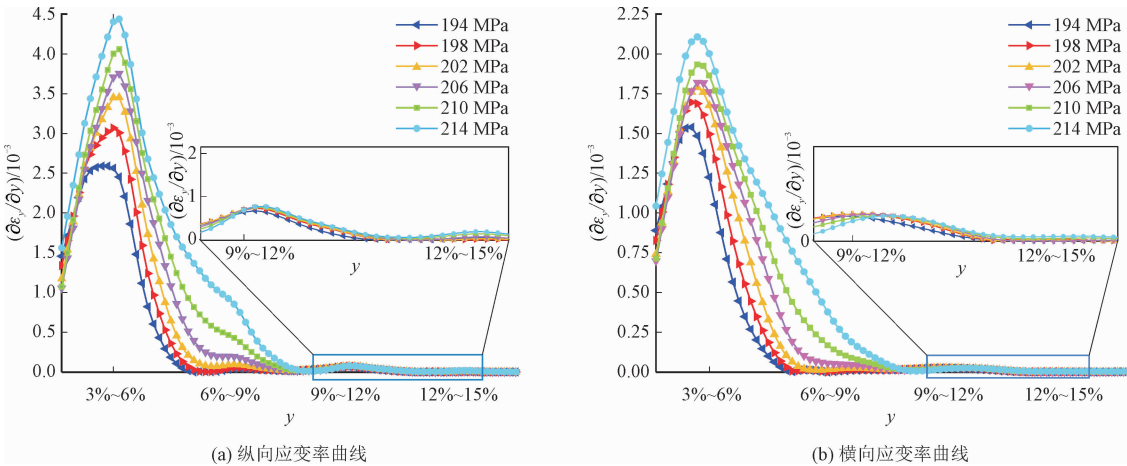 4.5
4.0
3.5
3.0
2.5
2.0
1.5
1.0
0.5
0.0
(∂εy/∂y)/10⁻³
194 MPa
198 MPa
202 MPa
206 MPa
210 MPa
214 MPa
2
1
0
(∂εy/∂y)/10⁻³
9%~12%
12%~15%
y
3%~6%
6%~9%
9%~12%
12%~15%
y
(a) 纵向应变率曲线
2.25
2.00
1.75
1.50
1.25
1.00
0.75
0.50
0.25
0.00
(∂εy/∂y)/10⁻³
194 MPa
198 MPa
202 MPa
206 MPa
210 MPa
214 MPa
0
(∂εy/∂y)/10⁻³
9%~12%
12%~15%
y
3%~6%
6%~9%
9%~12%
12%~15%
y
(b) 横向应变率曲线